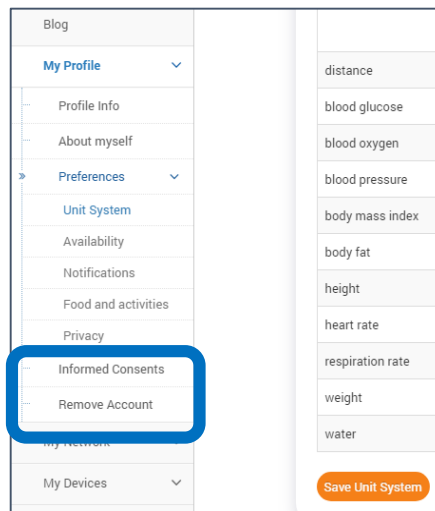 Blog
My Profile
Profile Info
About myself
Preferences
Unit System
Availability
Notifications
Food and activities
Privacy
Informed Consents
Remove Account
My Network
My Devices
distance
blood glucose
blood oxygen
blood pressure
body mass index
body fat
height
heart rate
respiration rate
weight
water
Save Unit System